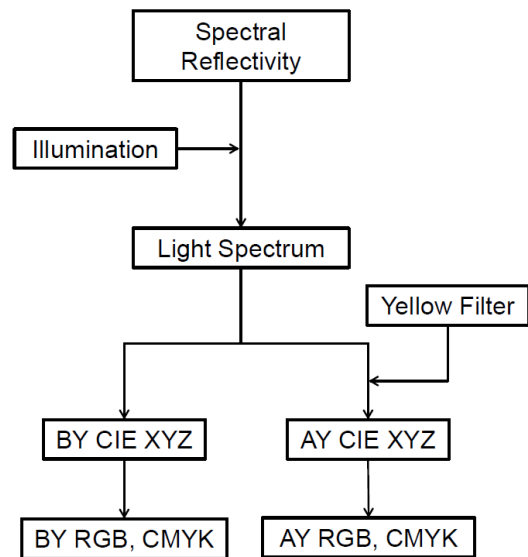 Spectral
Reflectivity
Illumination
Light Spectrum
Yellow Filter
BY CIE XYZ
AY CIE XYZ
BY RGB, CMYK
AY RGB, CMYK